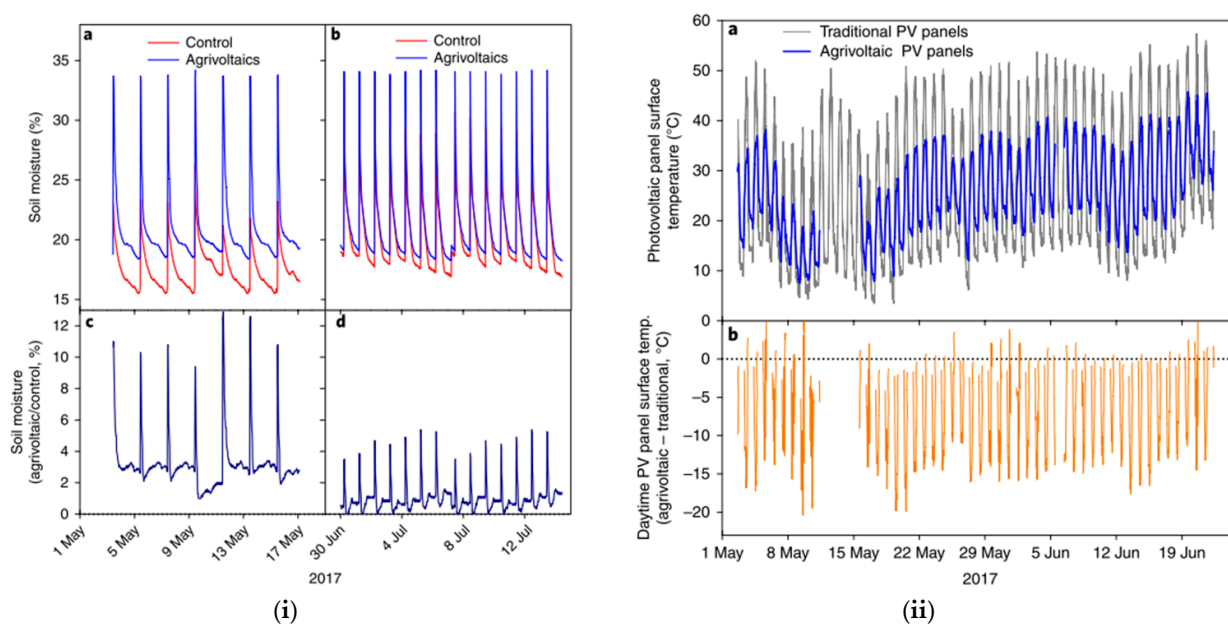 a
Control
Agrivoltaics
35
30
25
20
15
Soil moisture (%)
b
Control
Agrivoltaics
c
12
10
8
6
4
2
0
Soil moisture
(agrivoltaic/control, %)
d
1 May
5 May
9 May
13 May
17 May
30 Jun
4 Jul
8 Jul
12 Jul
2017
(i)
a
Traditional PV panels
Agrivoltaic PV panels
60
50
40
30
20
10
0
Photovoltaic panel surface
temperature (°C)
b
0
–5
–10
–15
–20
Daytime PV panel surface temp.
(agrivoltaic – traditional, °C)
1 May
8 May
15 May
22 May
29 May
5 Jun
12 Jun
19 Jun
2017
(ii)